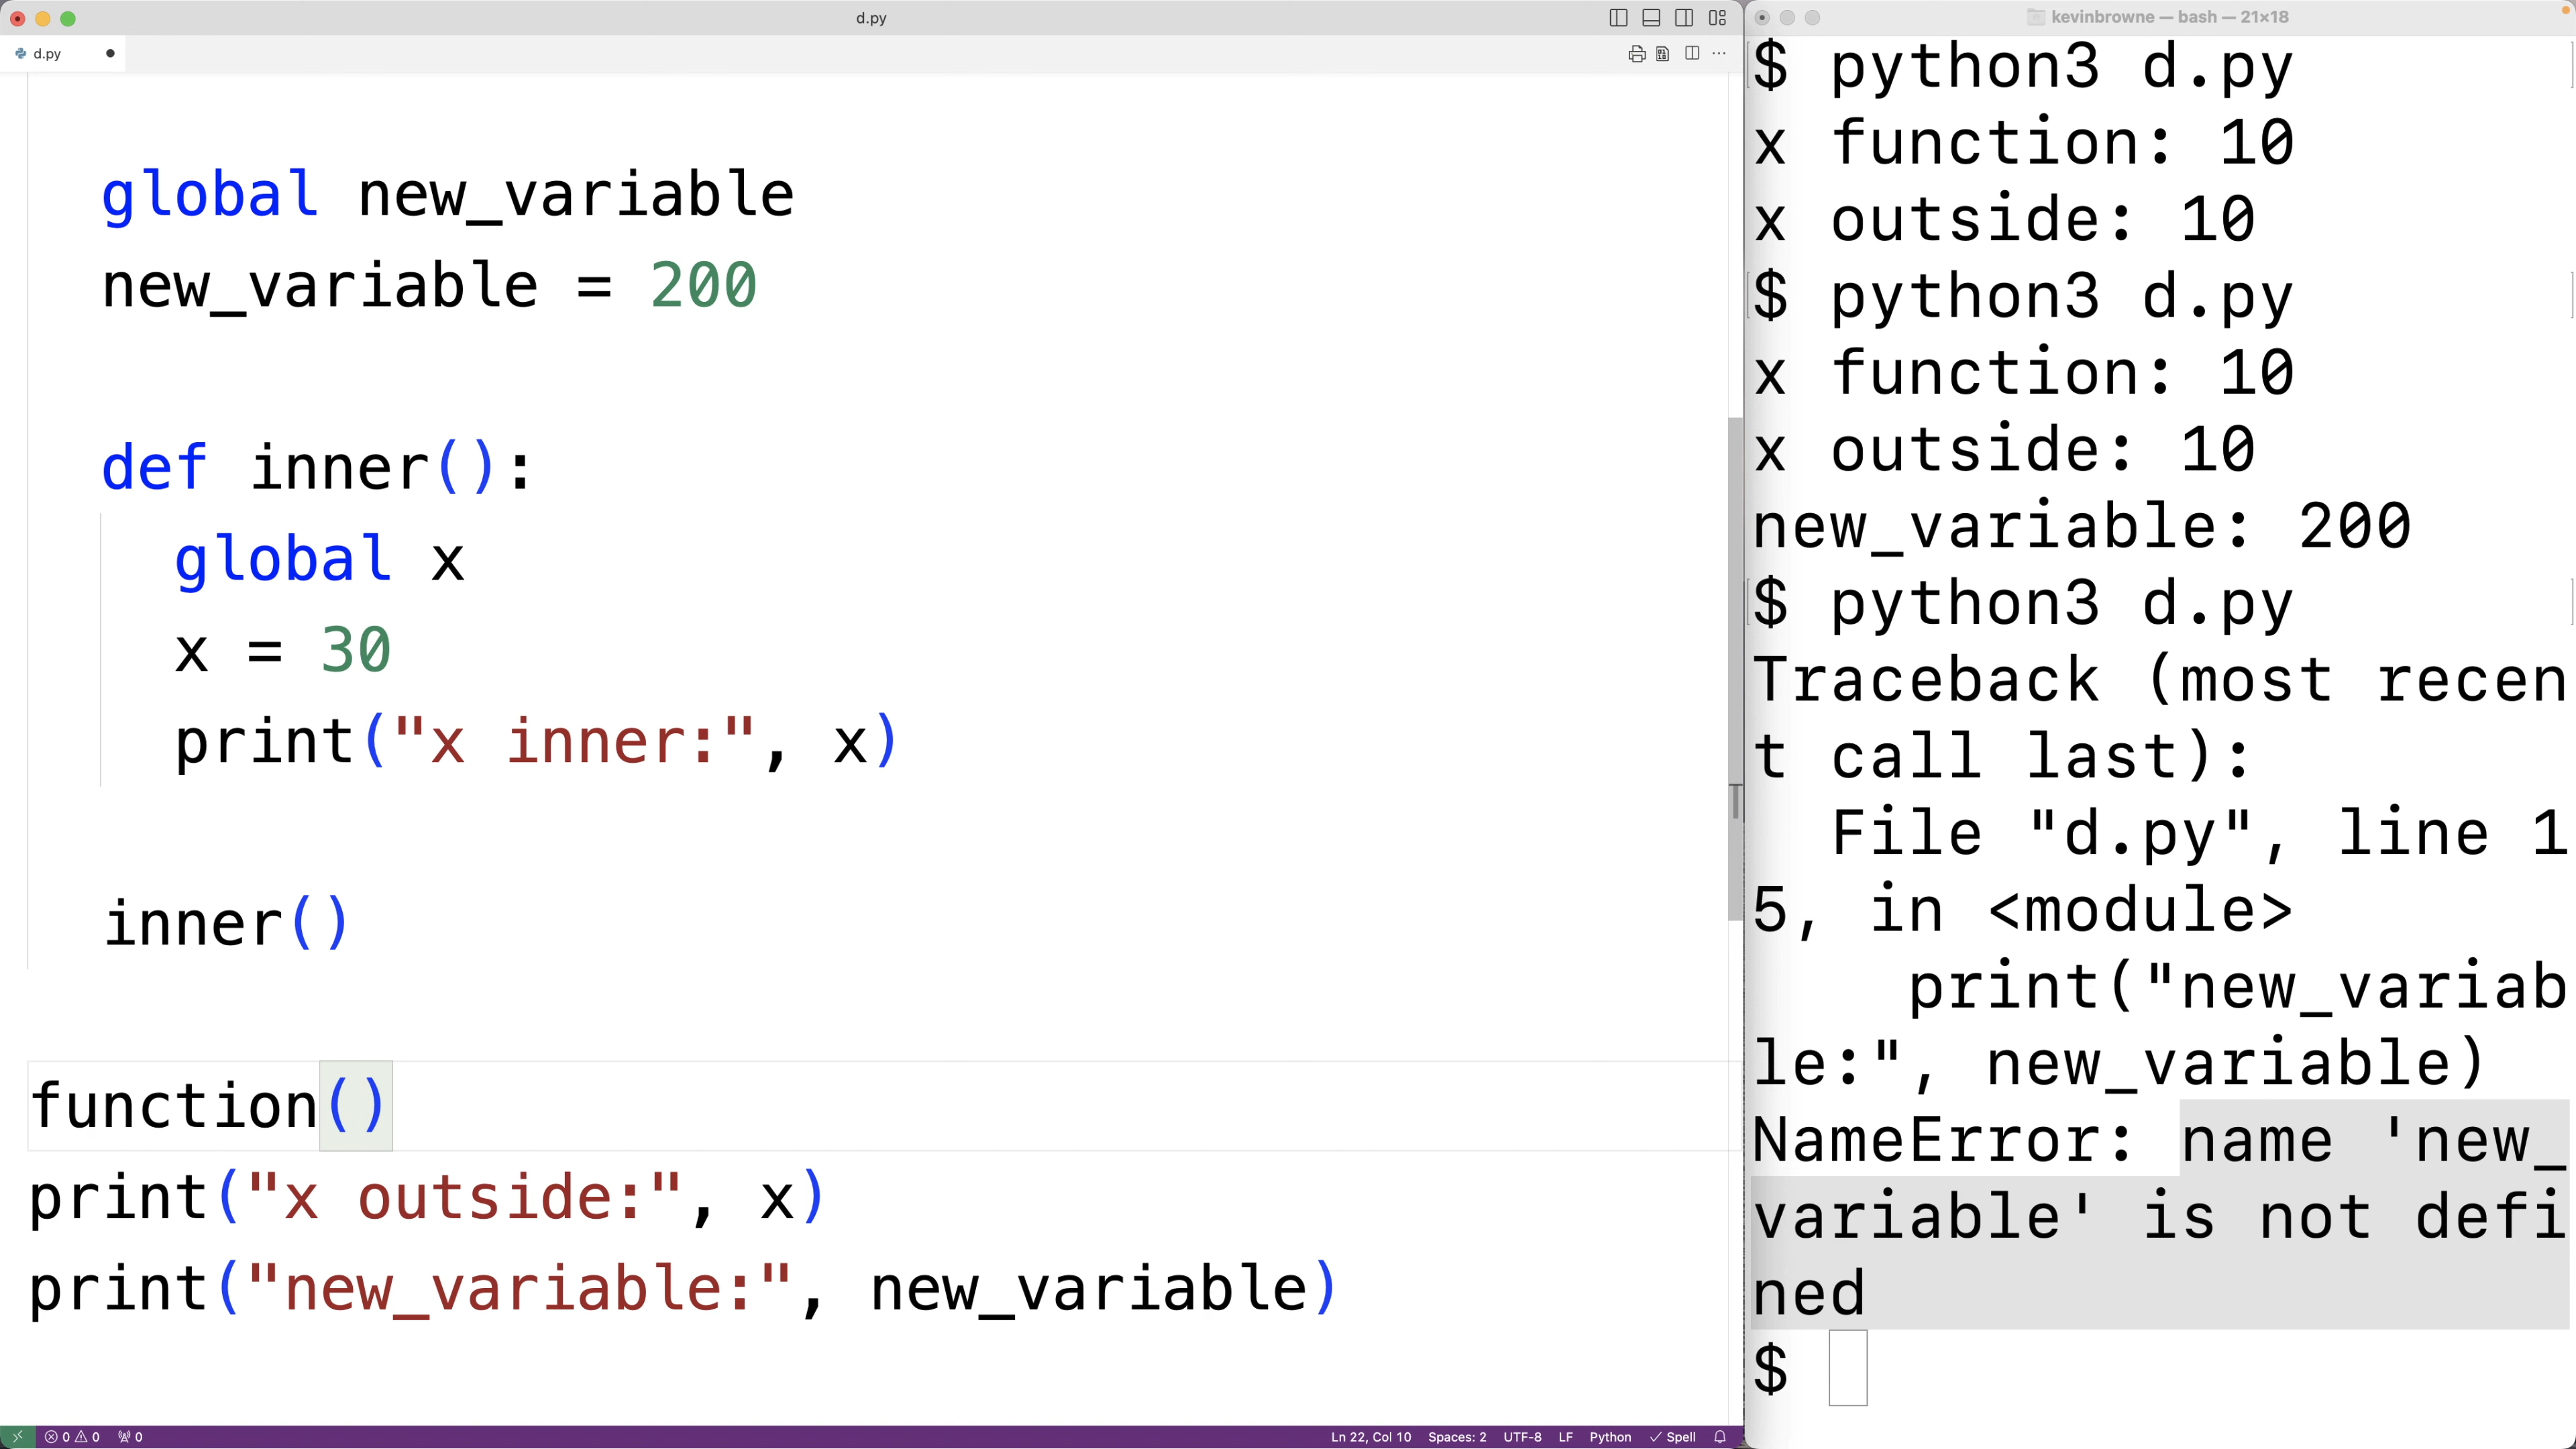 d.py
d.py
global new_variable
new_variable = 200
def inner():
global x
x = 30
print("x inner:", x)
inner()
function()
print("x outside:", x)
print("new_variable:", new_variable)
0 0 0
Ln 22, Col 10 Spaces: 2 UTF-8 LF Python Spell
kevinbrowne — bash — 21×18
$ python3 d.py
x function: 10
x outside: 10
$ python3 d.py
x function: 10
x outside: 10
new_variable: 200
$ python3 d.py
Traceback (most recen
t call last):
File "d.py", line 1
5, in <module>
print("new_variab
le:", new_variable)
NameError: name 'new_
variable' is not defi
ned
$